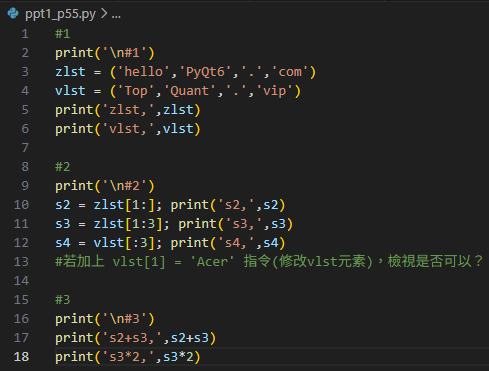 ppt1_p55.py > ...
1 #1
2 print('\n#1')
3 zlst = ('hello','PyQt6','.','com')
4 vlst = ('Top','Quant','.','vip')
5 print('zlst,',zlst)
6 print('vlst,',vlst)
7
8 #2
9 print('\n#2')
10 s2 = zlst[1:]; print('s2,',s2)
11 s3 = zlst[1:3]; print('s3,',s3)
12 s4 = vlst[:3]; print('s4,',s4)
13 #若加上 vlst[1] = 'Acer' 指令(修改vlst元素)，檢視是否可以？
14
15 #3
16 print('\n#3')
17 print('s2+s3,',s2+s3)
18 print('s3*2,',s3*2)